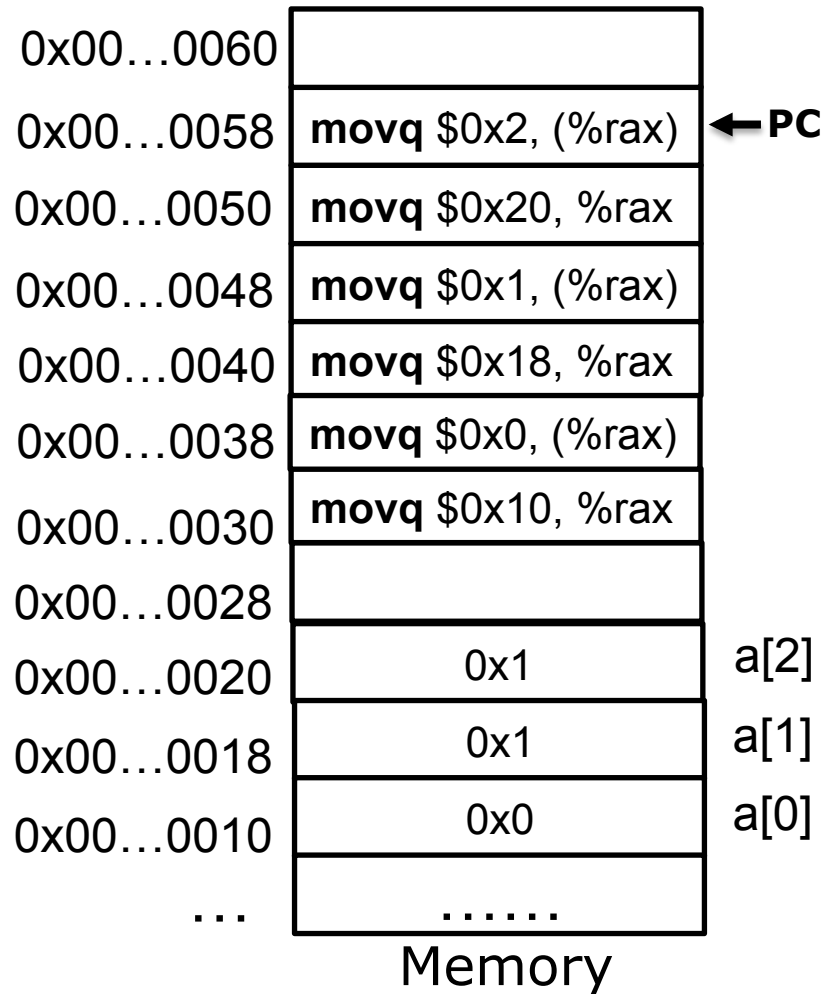 0x00…0060
0x00…0058 movq $0x2, (%rax) PC
0x00…0050 movq $0x20, %rax
0x00…0048 movq $0x1, (%rax)
0x00…0040 movq $0x18, %rax
0x00…0038 movq $0x0, (%rax)
0x00…0030 movq $0x10, %rax
0x00…0028
0x00…0020 0x1 a[2]
0x00…0018 0x1 a[1]
0x00…0010 0x0 a[0]
… ……
Memory